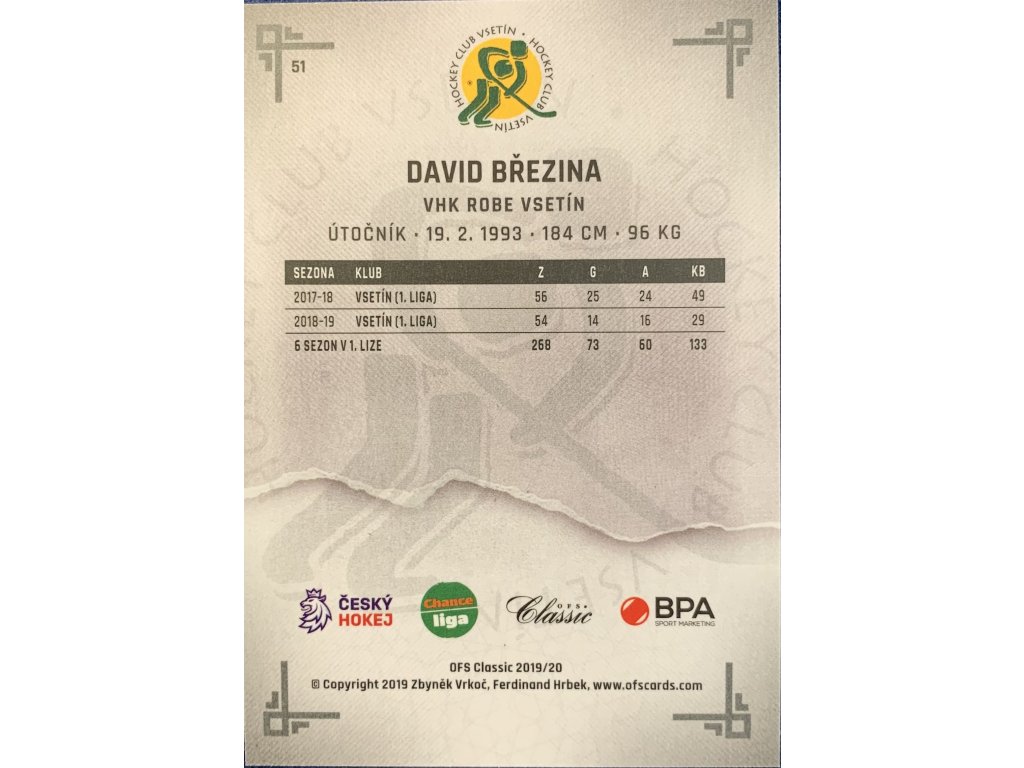 51
HOCKEY CLUB VSETÍN • HOCKEY CLUB VSETÍN
DAVID BŘEZINA
VHK ROBE VSETÍN
ÚTOČNÍK · 19. 2. 1993 · 184 CM · 96 KG
SEZONA KLUB Z G A KB
2017-18 VSETÍN (1. LIGA) 56 25 24 49
2018-19 VSETÍN (1. LIGA) 54 14 16 29
6 SEZON V 1. LIZE 268 73 60 133
ČESKÝ HOKEJ
Chance liga
OFS Classic
BPA SPORT MARKETING
OFS Classic 2019/20
© Copyright 2019 Zbyněk Vrkoč, Ferdinand Hrbek, www.ofscards.com